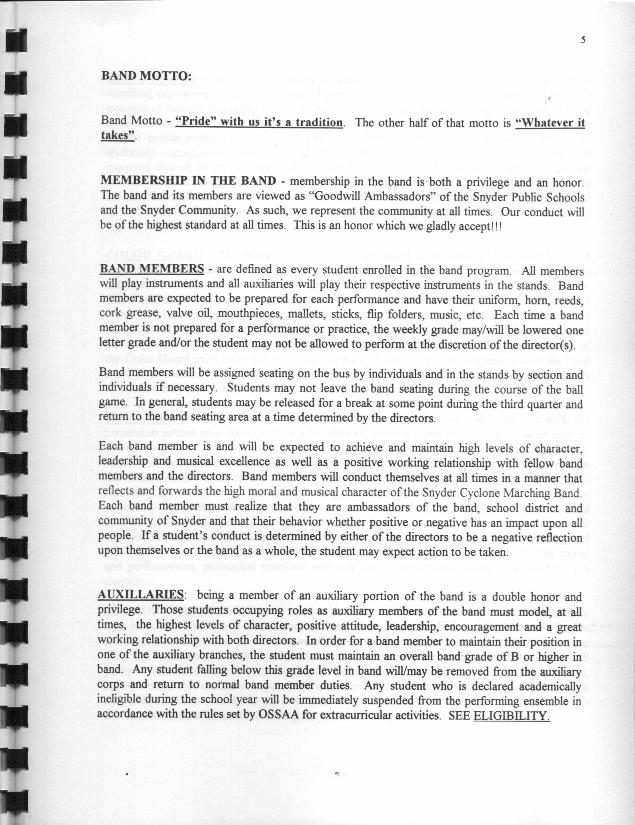 5
BAND MOTTO:
Band Motto - "Pride" with us it's a tradition. The other half of that motto is "Whatever it
takes".
MEMBERSHIP IN THE BAND - membership in the band is both a privilege and an honor.
The band and its members are viewed as "Goodwill Ambassadors" of the Snyder Public Schools
and the Snyder Community. As such, we represent the community at all times. Our conduct will
be of the highest standard at all times. This is an honor which we gladly accept!!!
BAND MEMBERS - are defined as every student enrolled in the band program. All members
will play instruments and all auxiliaries will play their respective instruments in the stands. Band
members are expected to be prepared for each performance and have their uniform, horn, reeds,
cork grease, valve oil, mouthpieces, mallets, sticks, flip folders, music, etc. Each time a band
member is not prepared for a performance or practice, the weekly grade may/will be lowered one
letter grade and/or the student may not be allowed to perform at the discretion of the director(s).
Band members will be assigned seating on the bus by individuals and in the stands by section and
individuals if necessary. Students may not leave the band seating during the course of the ball
game. In general, students may be released for a break at some point during the third quarter and
return to the band seating area at a time determined by the directors.
Each band member is and will be expected to achieve and maintain high levels of character,
leadership and musical excellence as well as a positive working relationship with fellow band
members and the directors. Band members will conduct themselves at all times in a manner that
reflects and forwards the high moral and musical character of the Snyder Cyclone Marching Band.
Each band member must realize that they are ambassadors of the band, school district and
community of Snyder and that their behavior whether positive or negative has an impact upon all
people. If a student's conduct is determined by either of the directors to be a negative reflection
upon themselves or the band as a whole, the student may expect action to be taken.
AUXILLARIES: being a member of an auxiliary portion of the band is a double honor and
privilege. Those students occupying roles as auxiliary members of the band must model, at all
times, the highest levels of character, positive attitude, leadership, encouragement and a great
working relationship with both directors. In order for a band member to maintain their position in
one of the auxiliary branches, the student must maintain an overall band grade of B or higher in
band. Any student falling below this grade level in band will/may be removed from the auxiliary
corps and return to normal band member duties. Any student who is declared academically
ineligible during the school year will be immediately suspended from the performing ensemble in
accordance with the rules set by OSSAA for extracurricular activities. SEE ELIGIBILITY.